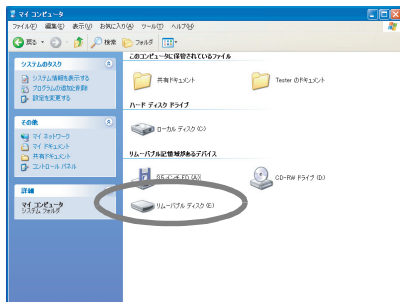 マイ コンピュータ
ファイル(F) 編集(E) 表示(V) お気に入り(A) ツール(T) ヘルプ(H)
戻る 検索 フォルダ
システムのタスク
システム情報を表示する
プログラムの追加と削除
設定を変更する
その他
マイ ネットワーク
マイ ドキュメント
共有ドキュメント
コントロール パネル
詳細
マイ コンピュータ
システム フォルダ
このコンピュータに保管されているファイル
共有ドキュメント Tester のドキュメント
ハード ディスク ドライブ
ローカル ディスク (C:)
リムーバブル記憶域があるデバイス
3.5 インチ FD (A:) CD-RW ドライブ (D:)
リムーバブル ディスク (E:)